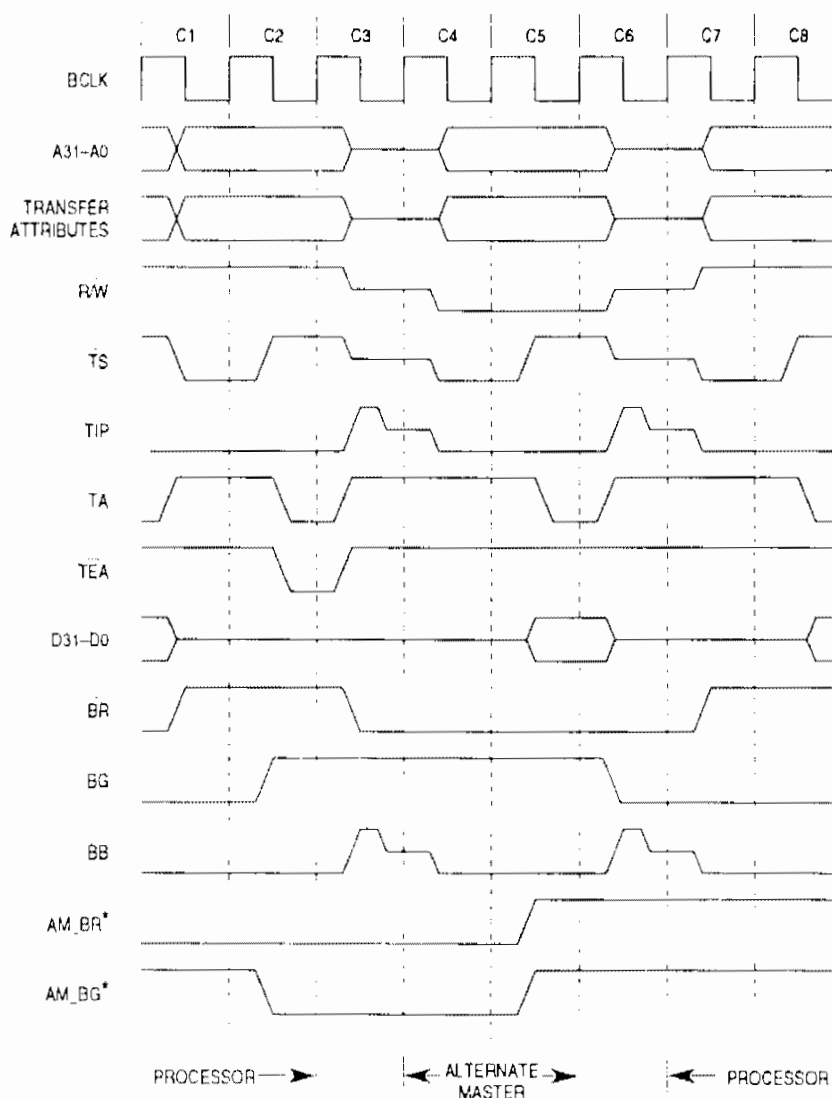 C1 C2 C3 C4 C5 C6 C7 C8
BCLK
A31-A0
TRANSFER
ATTRIBUTES
R/W
TS
TIP
TA
TEA
D31-D0
BR
BG
BB
AM_BR*
AM_BG*
PROCESSOR
ALTERNATE
MASTER
PROCESSOR